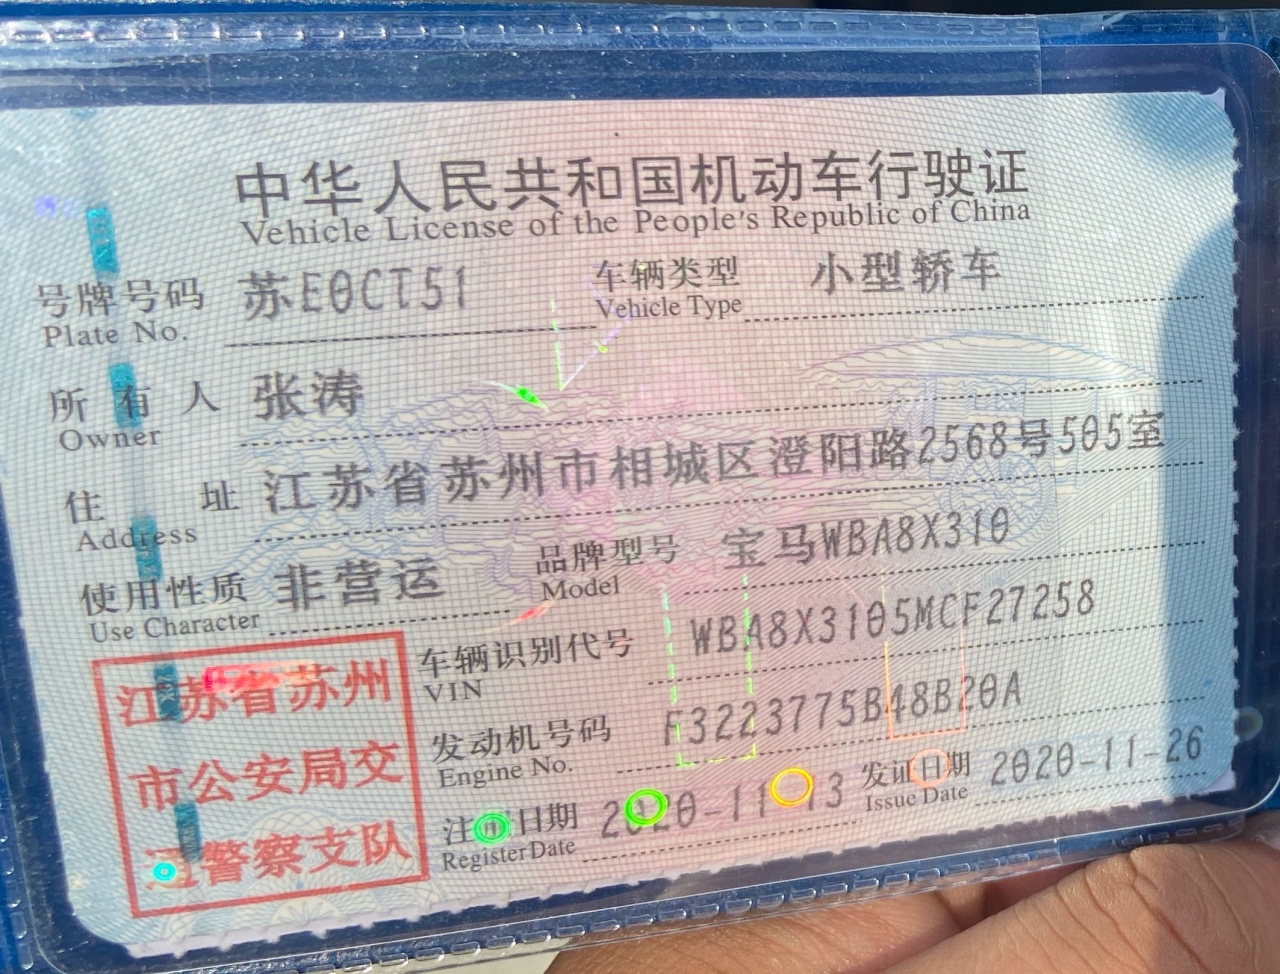 中华人民共和国机动车行驶证
Vehicle License of the People's Republic of China
号牌号码 苏E0CT51 车辆类型 小型轿车
Plate No. Vehicle Type
所有人 张涛
Owner
住址 江苏省苏州市相城区澄阳路2568号505室
Address
使用性质 非营运 品牌型号 宝马WBA8X310
Use Character Model
车辆识别代号 WBA8X3105MCF27258
VIN
发动机号码 F3223775B48B20A
Engine No.
注册日期 2020-11-13 发证日期 2020-11-26
Register Date Issue Date
江苏省苏州
市公安局交
通警察支队